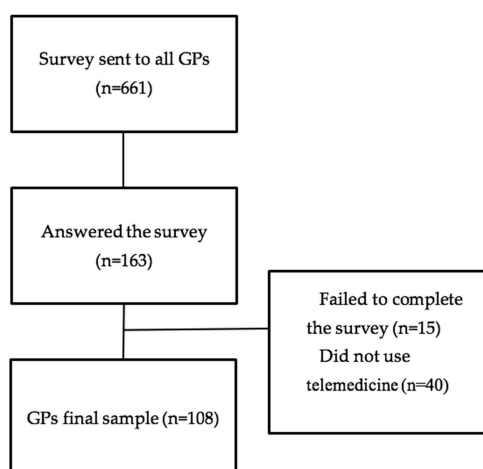 Survey sent to all GPs
(n=661)
Answered the survey
(n=163)
Failed to complete
the survey (n=15)
Did not use
telemedicine (n=40)
GPs final sample (n=108)